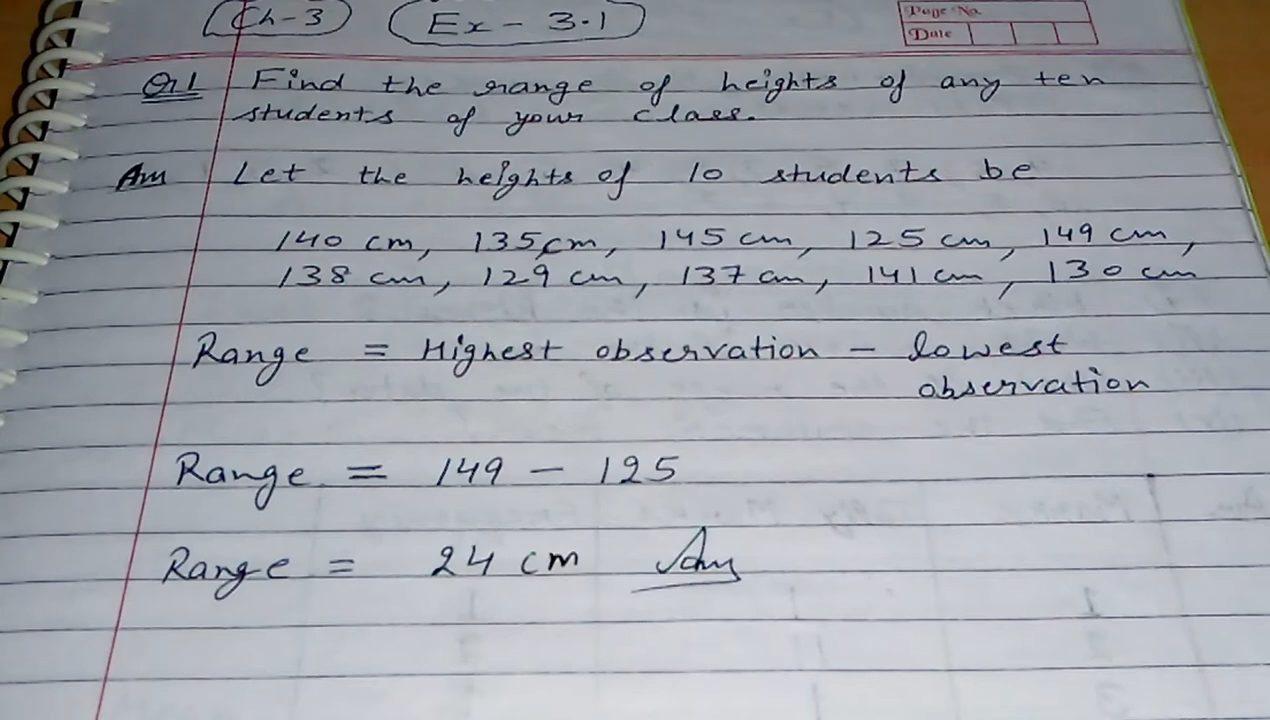 Ch-3 Ex - 3.1
Page No.
Date
Q.1 Find the range of heights of any ten
students of your class.
Ans Let the heights of 10 students be
140 cm, 135 cm, 145 cm, 125 cm, 149 cm,
138 cm, 129 cm, 137 cm, 141 cm, 130 cm
Range = Highest observation - lowest
observation
Range = 149 - 125
Range = 24 cm Ans